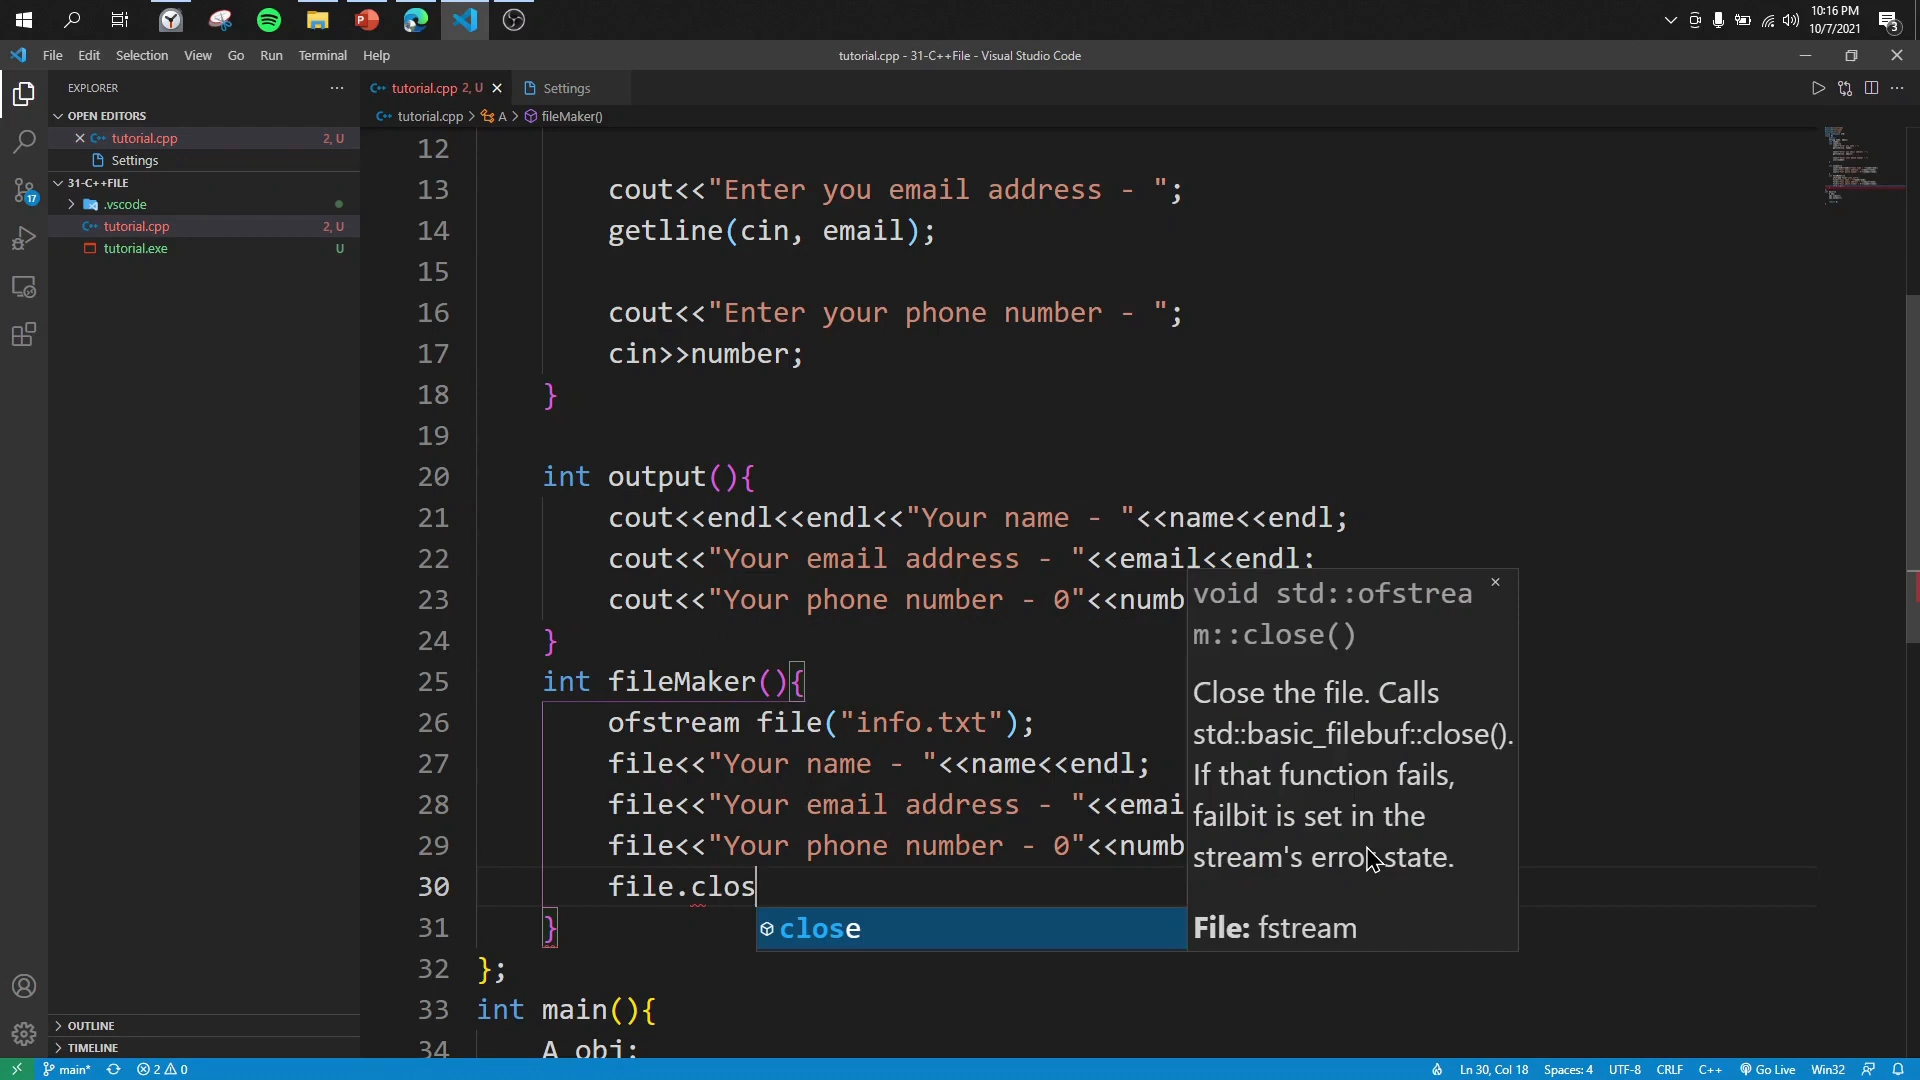 10:16 PM
10/7/2021
3
File Edit Selection View Go Run Terminal Help
tutorial.cpp - 31-C++File - Visual Studio Code
EXPLORER
OPEN EDITORS
tutorial.cpp 2, U
Settings
31-C++FILE
.vscode
tutorial.cpp 2, U
tutorial.exe U
17
OUTLINE
TIMELINE
tutorial.cpp 2, U
Settings
tutorial.cpp > A > fileMaker()
12
13 cout<<"Enter you email address - ";
14 getline(cin, email);
15
16 cout<<"Enter your phone number - ";
17 cin>>number;
18 }
19
20 int output(){
21 cout<<endl<<endl<<"Your name - "<<name<<endl;
22 cout<<"Your email address - "<<email<<endl;
23 cout<<"Your phone number - 0"<<numb
24 }
25 int fileMaker(){
26 ofstream file("info.txt");
27 file<<"Your name - "<<name<<endl;
28 file<<"Your email address - "<<emai
29 file<<"Your phone number - 0"<<numb
30 file.clos
31 }
32 };
33 int main(){
34 A obj;
close
void std::ofstrea
m::close()
Close the file. Calls
std::basic_filebuf::close().
If that function fails,
failbit is set in the
stream's error state.
File: fstream
main* 2 0
Ln 30, Col 18 Spaces: 4 UTF-8 CRLF C++ Go Live Win32